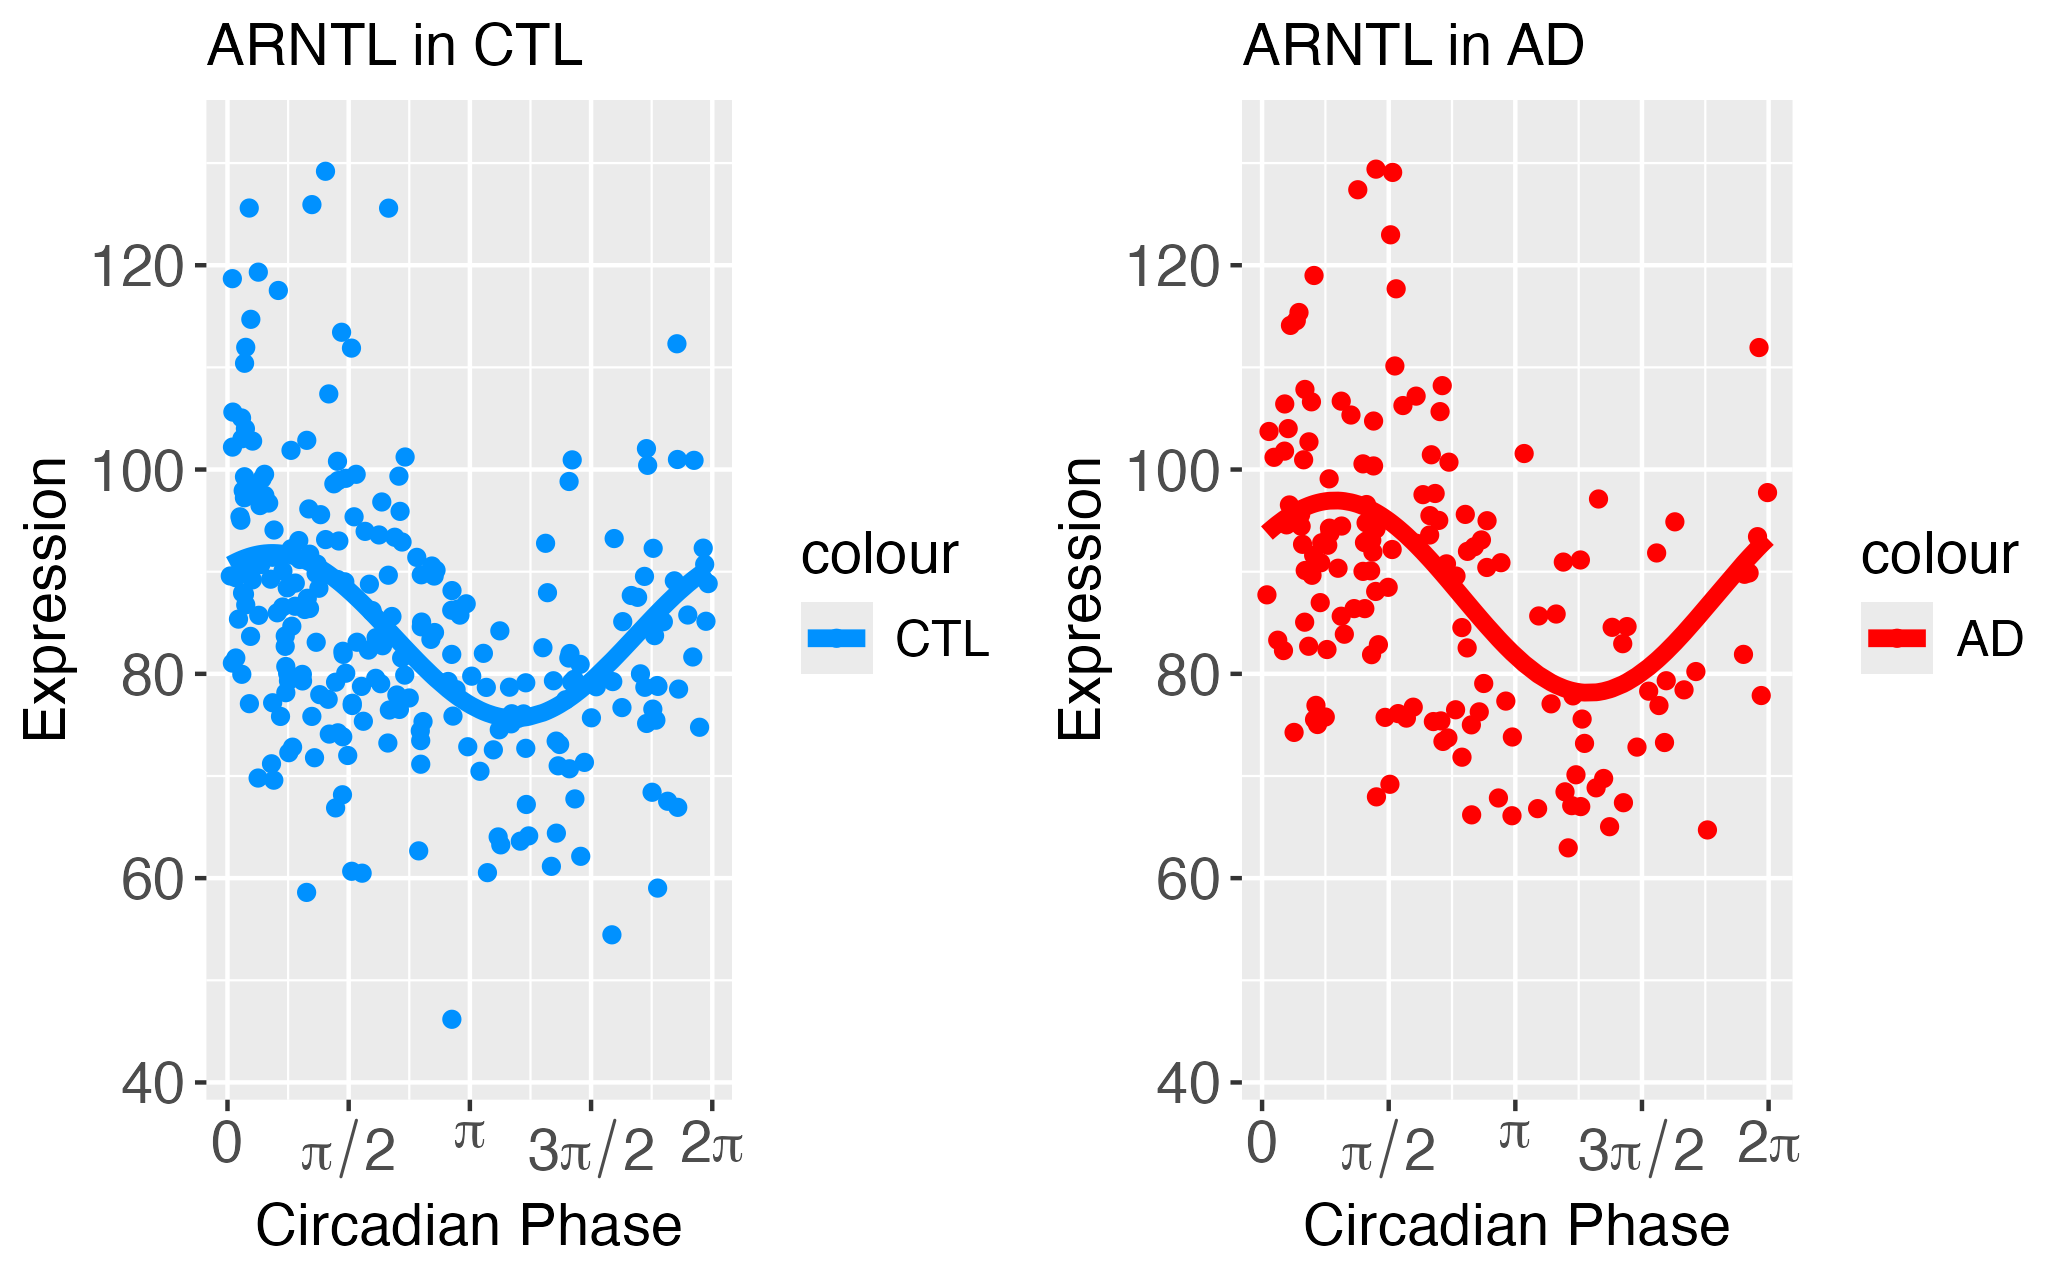 ARNTL in CTL
Expression
120
100
80
60
40
0 π/2 π 3π/2 2π
Circadian Phase
colour
CTL
ARNTL in AD
Expression
120
100
80
60
40
0 π/2 π 3π/2 2π
Circadian Phase
colour
AD